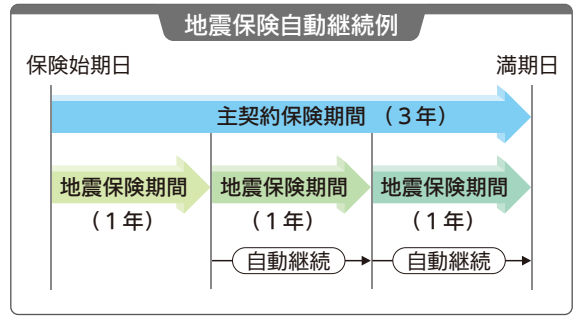 地震保険自動継続例
保険始期日
満期日
主契約保険期間（３年）
地震保険期間
（１年）
地震保険期間
（１年）
地震保険期間
（１年）
自動継続
自動継続